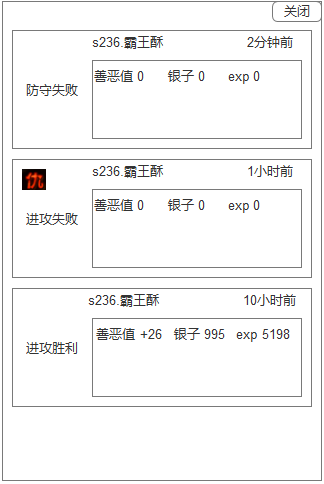 关闭
s236.霸王酥 2分钟前
防守失败
善恶值 0 银子 0 exp 0
s236.霸王酥 1小时前
仇
进攻失败
善恶值 0 银子 0 exp 0
s236.霸王酥 10小时前
进攻胜利
善恶值 +26 银子 995 exp 5198